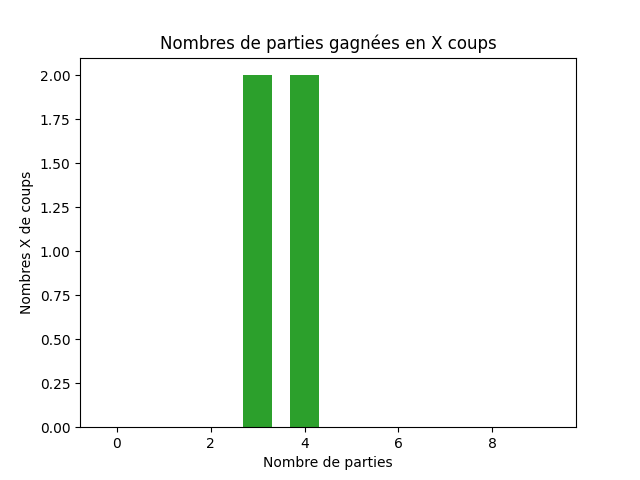 Nombres de parties gagnées en X coups
2.00
1.75
1.50
1.25
1.00
0.75
0.50
0.25
0.00
Nombres X de coups
0 2 4 6 8
Nombre de parties